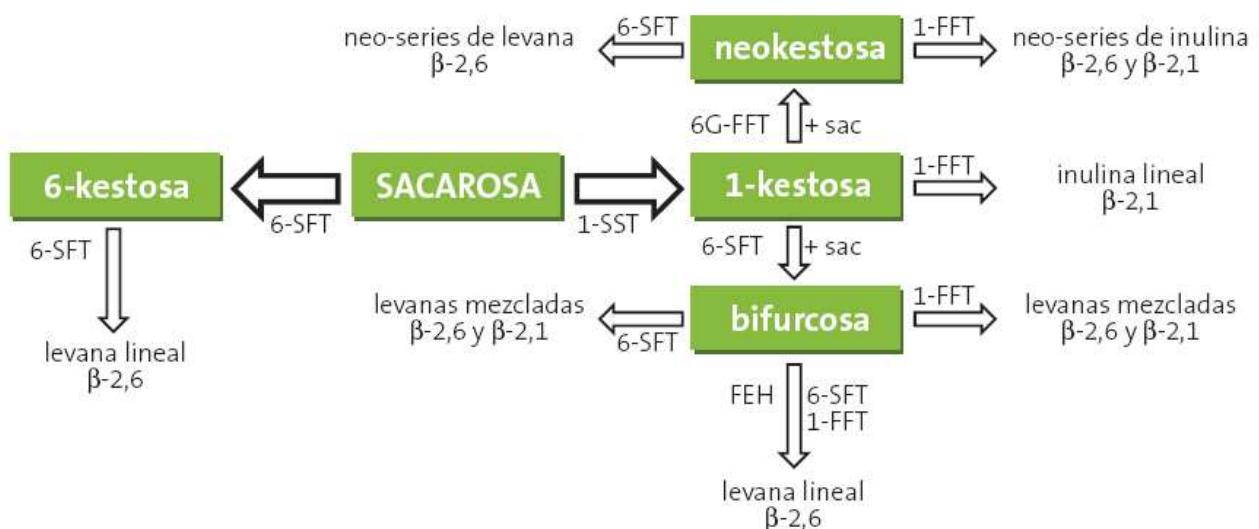 neo-series de levana
β-2,6
6-SFT
neokestosa
1-FFT
neo-series de inulina
β-2,6 y β-2,1
6G-FFT
+ sac
6-kestosa
6-SFT
SACAROSA
1-SST
1-kestosa
1-FFT
inulina lineal
β-2,1
6-SFT
levana lineal
β-2,6
6-SFT
+ sac
levanas mezcladas
β-2,6 y β-2,1
6-SFT
bifurcosa
1-FFT
levanas mezcladas
β-2,6 y β-2,1
FEH
6-SFT
1-FFT
levana lineal
β-2,6